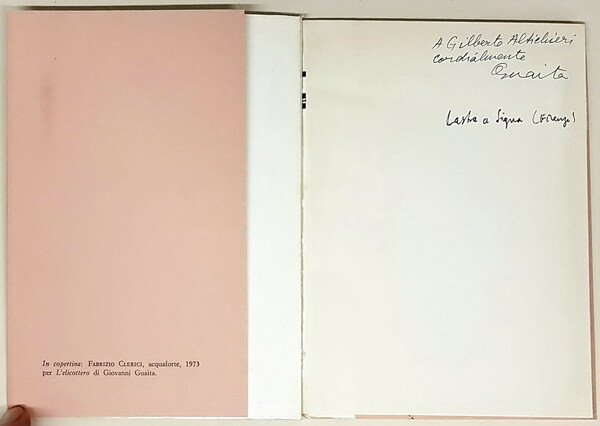 In copertina: FABRIZIO CLERICI, acquaforte, 1973
per L'elicottero di Giovanni Guaita.
A Gilberto Altichieri
cordialmente
Guaita
Lastra a Signa (Firenze)